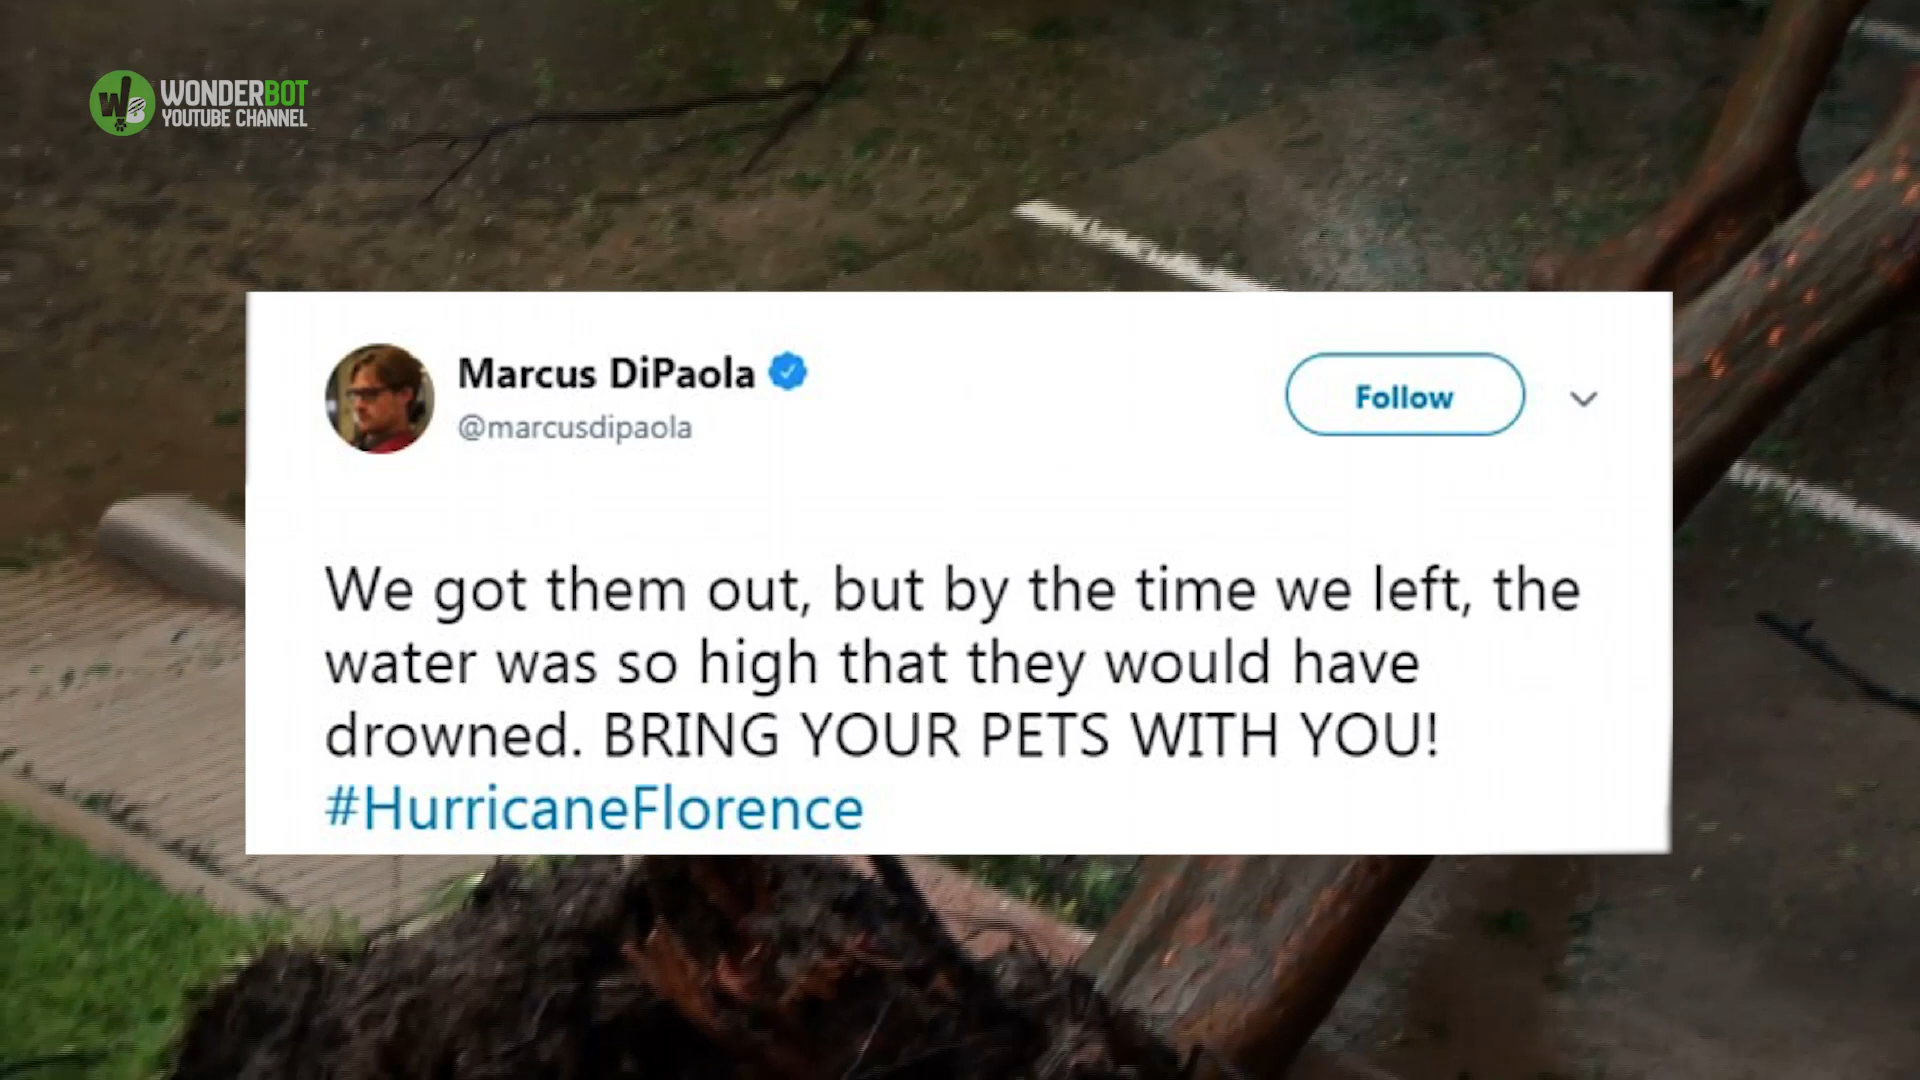 WONDERBOT
YOUTUBE CHANNEL
Marcus DiPaola
@marcusdipaola
Follow
We got them out, but by the time we left, the
water was so high that they would have
drowned. BRING YOUR PETS WITH YOU!
#HurricaneFlorence